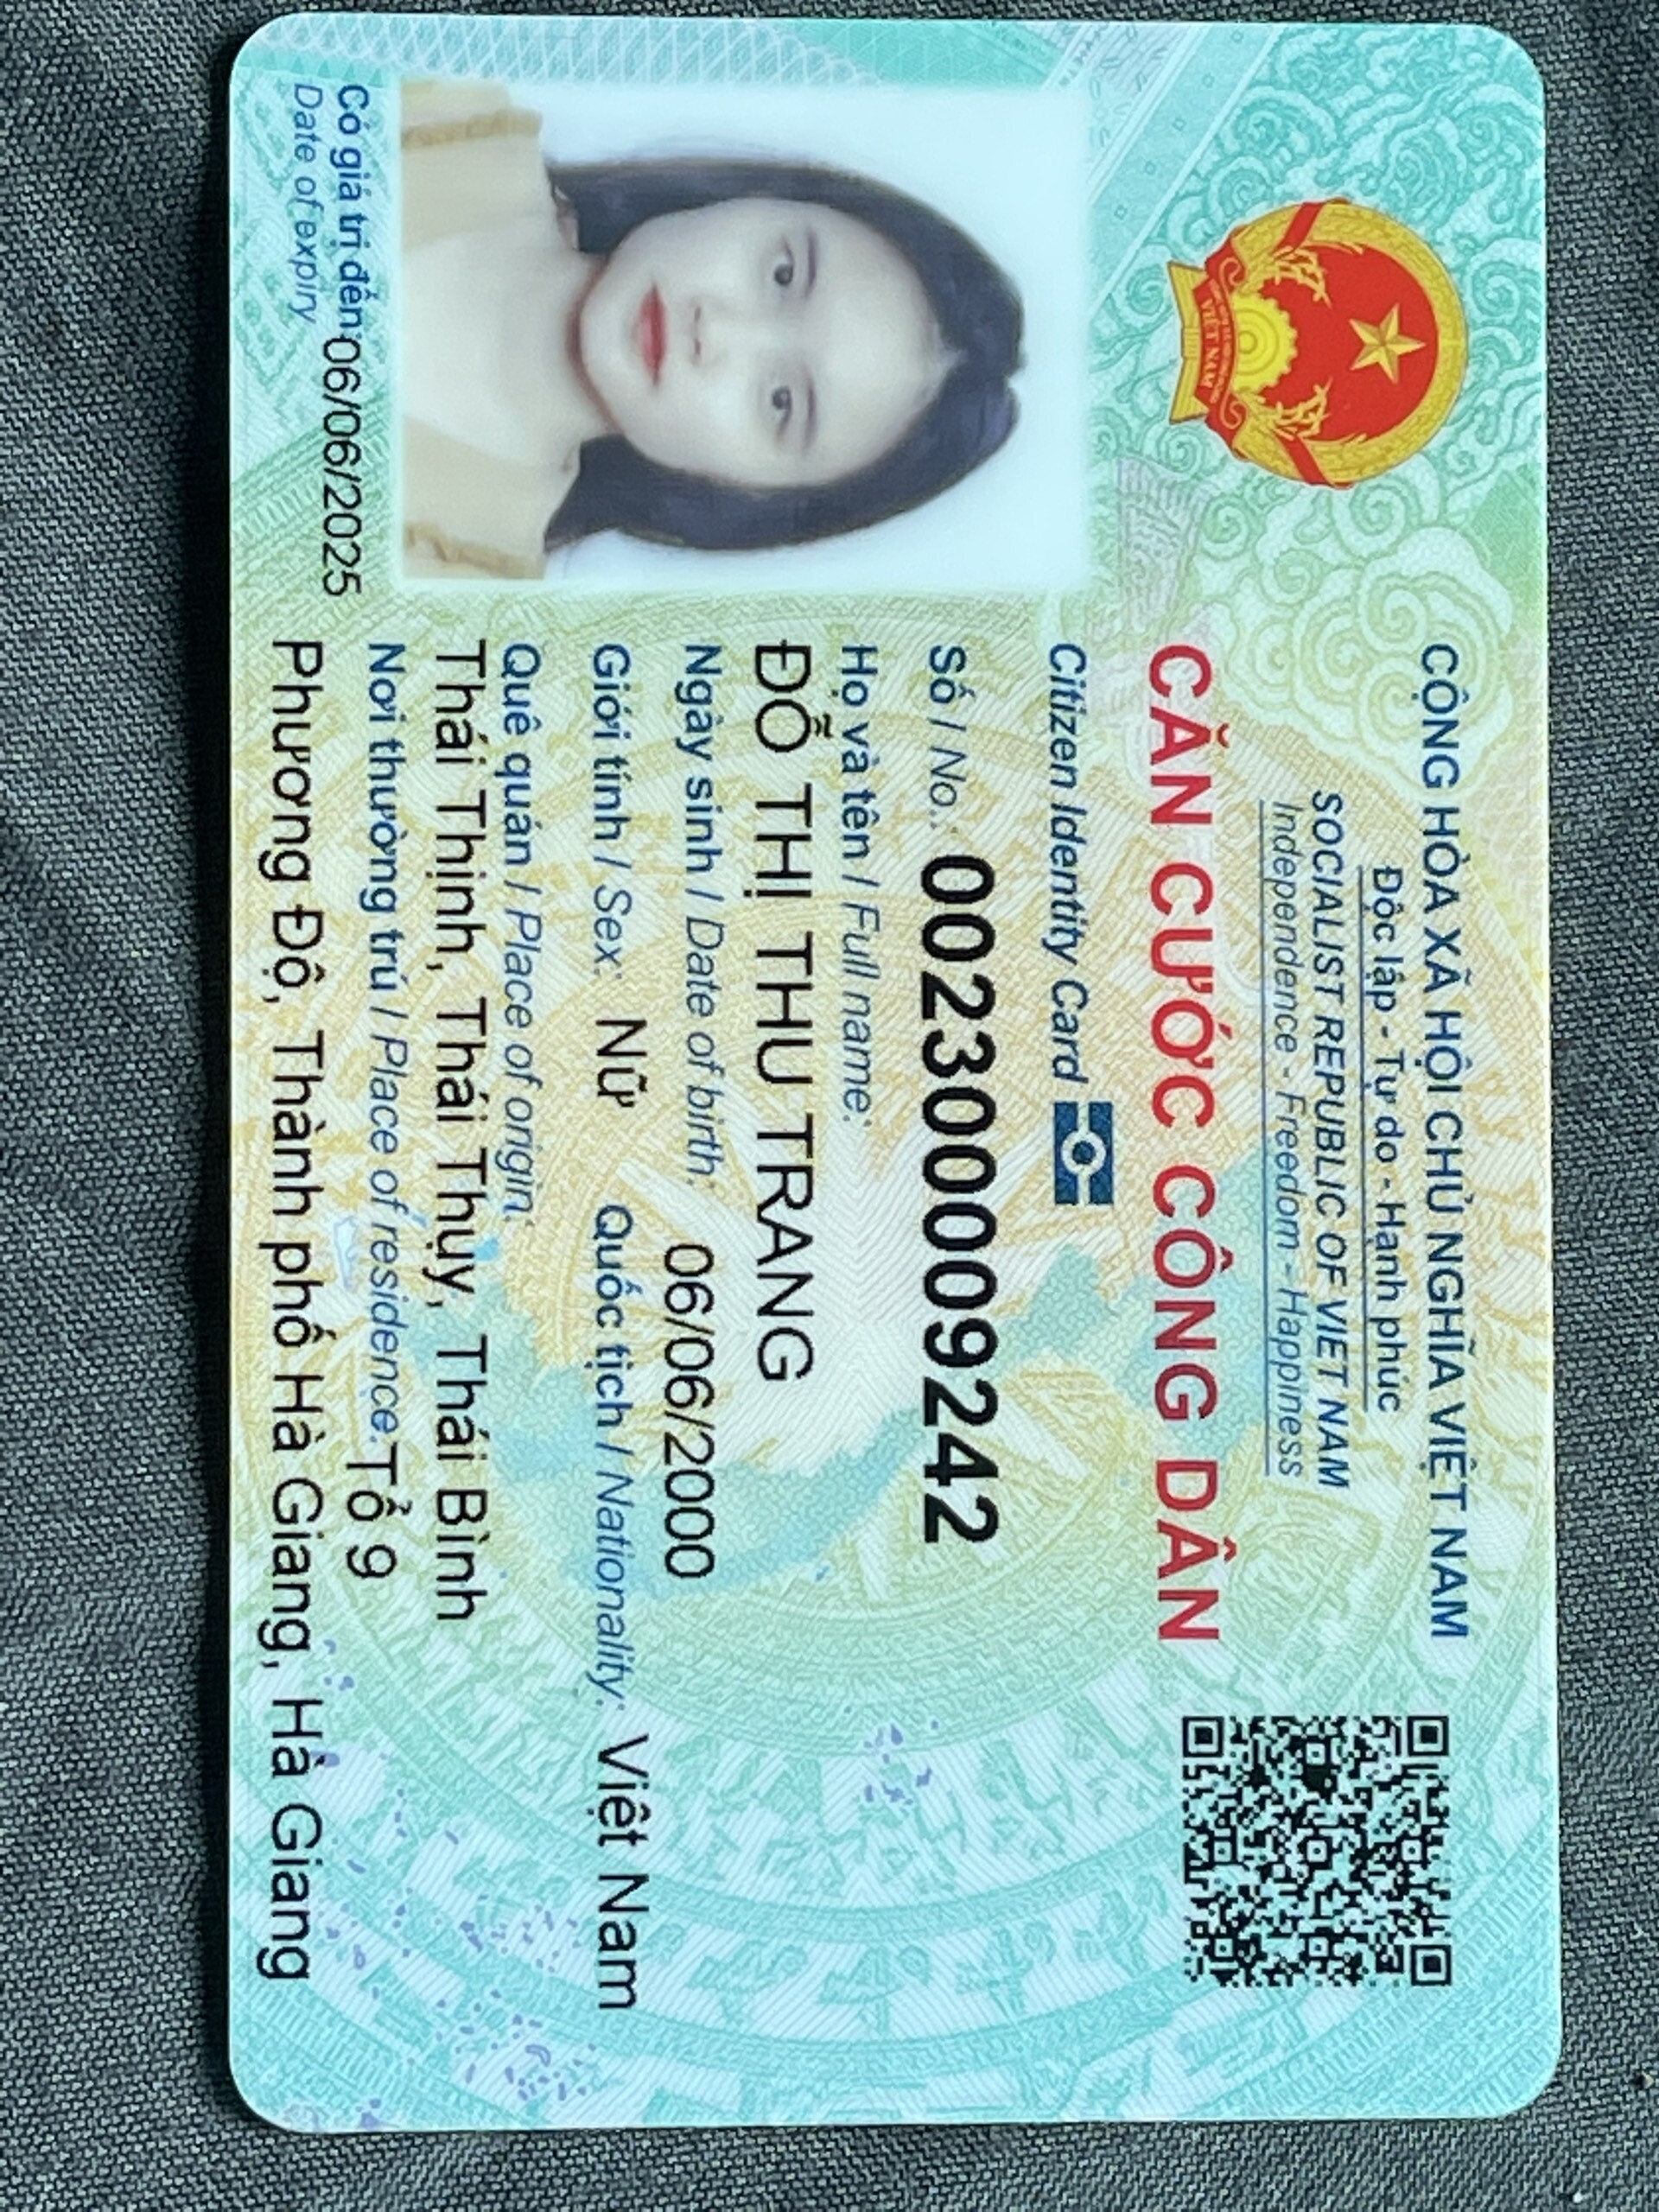 CỘNG HÒA XÃ HỘI CHỦ NGHĨA VIỆT NAM
Độc lập - Tự do - Hạnh phúc
SOCIALIST REPUBLIC OF VIET NAM
Independence - Freedom - Happiness
CĂN CƯỚC CÔNG DÂN
Citizen Identity Card
Số / No.: 002300009242
Họ và tên / Full name:
ĐỖ THỊ THU TRANG
Ngày sinh / Date of birth: 06/06/2000
Giới tính / Sex: Nữ Quốc tịch / Nationality: Việt Nam
Quê quán / Place of origin:
Thái Thịnh, Thái Thụy, Thái Bình
Nơi thường trú / Place of residence: Tổ 9
Phương Độ, Thành phố Hà Giang, Hà Giang
Có giá trị đến 06/06/2025
Date of expiry
VIỆT NAM